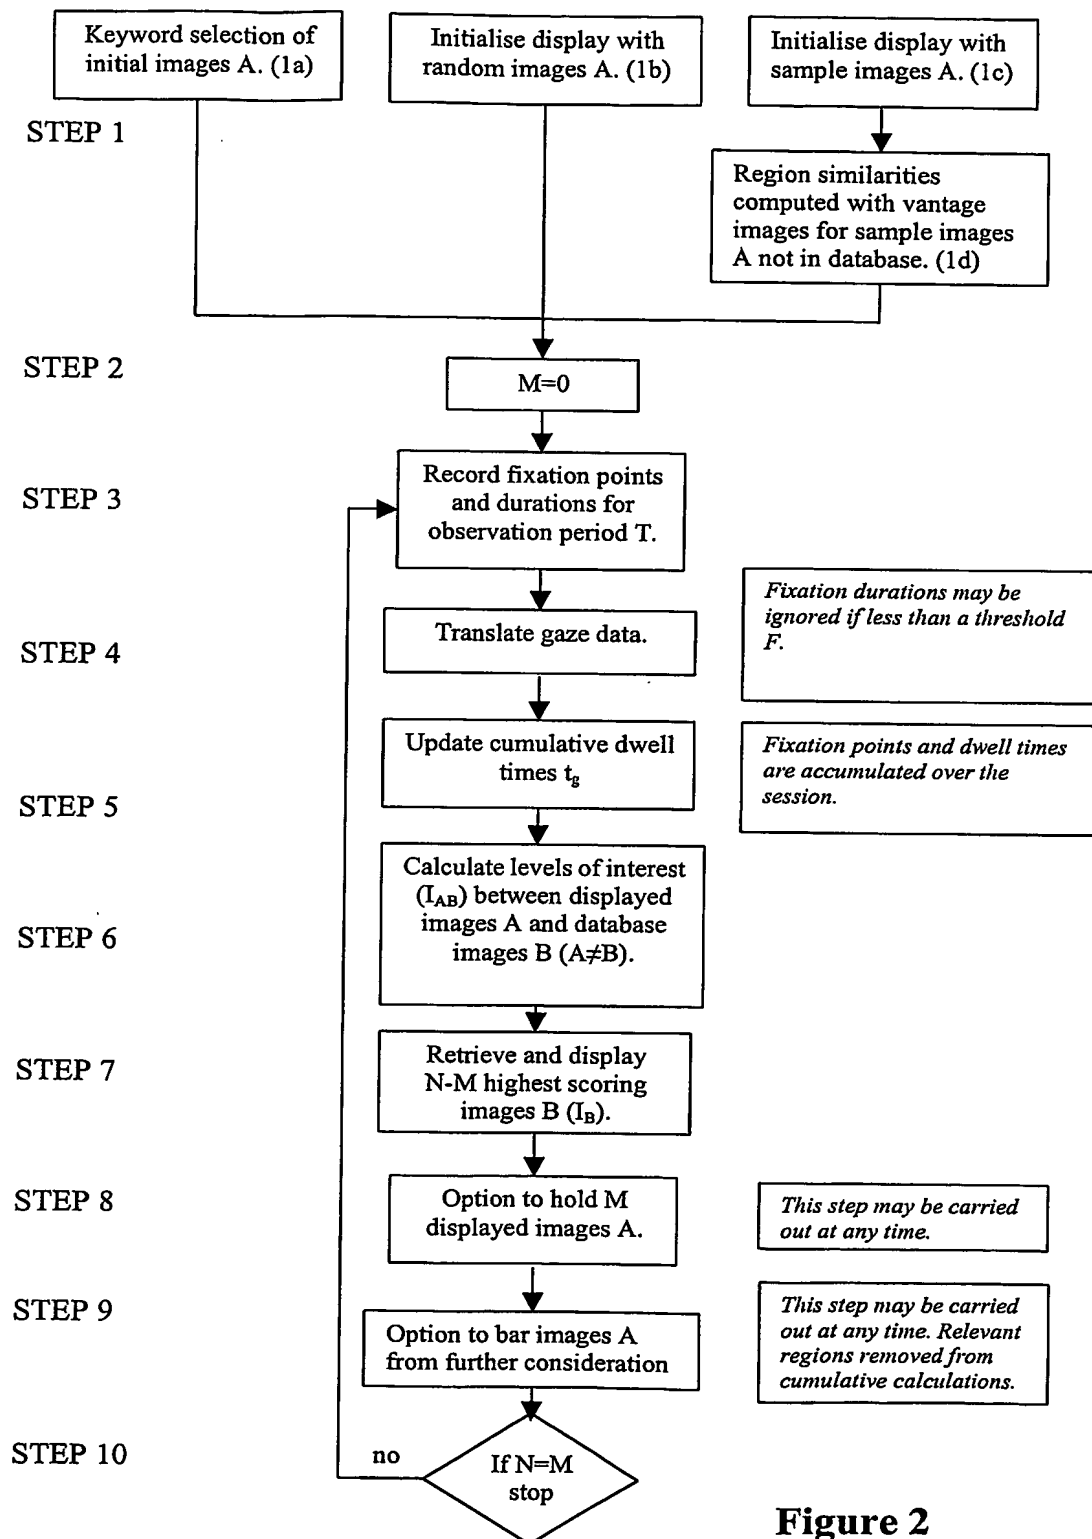 Keyword selection of
initial images A. (1a)
Initialise display with
random images A. (1b)
Initialise display with
sample images A. (1c)
STEP 1
Region similarities
computed with vantage
images for sample images
A not in database. (1d)
STEP 2
M=0
STEP 3
Record fixation points
and durations for
observation period T.
STEP 4
Translate gaze data.
Fixation durations may be
ignored if less than a threshold
F.
STEP 5
Update cumulative dwell
times tg
Fixation points and dwell times
are accumulated over the
session.
STEP 6
Calculate levels of interest
(IAB) between displayed
images A and database
images B (A≠B).
STEP 7
Retrieve and display
N-M highest scoring
images B (IB).
STEP 8
Option to hold M
displayed images A.
This step may be carried
out at any time.
STEP 9
Option to bar images A
from further consideration
This step may be carried
out at any time. Relevant
regions removed from
cumulative calculations.
STEP 10
no
If N=M
stop
Figure 2